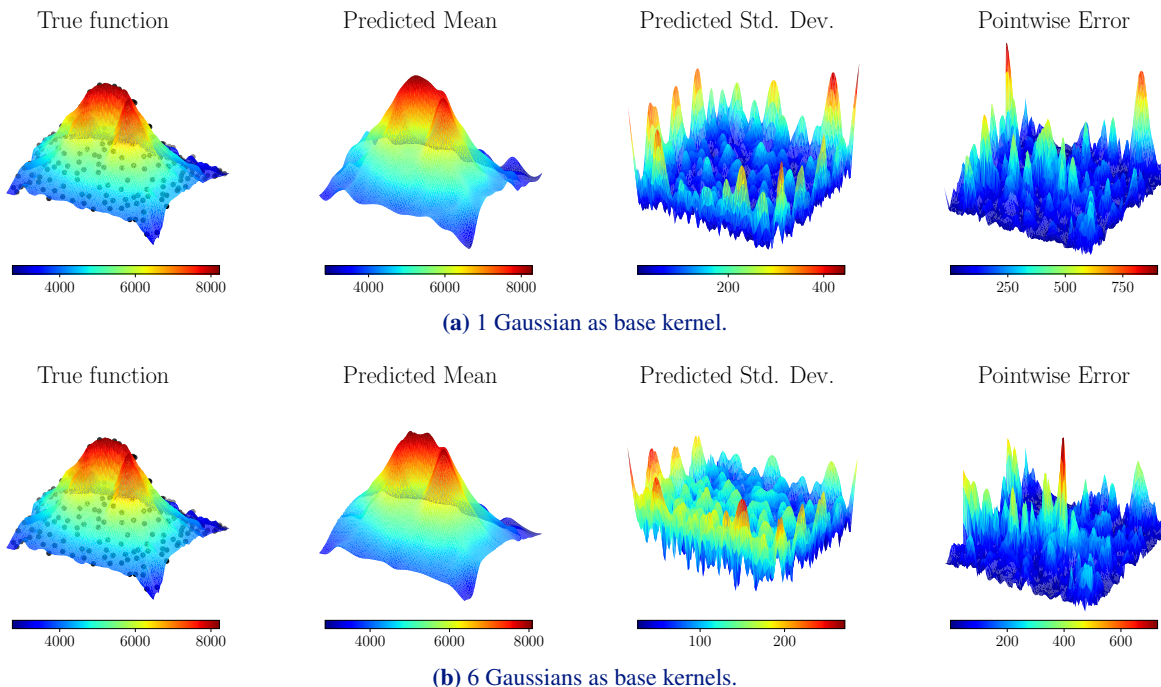 True function Predicted Mean Predicted Std. Dev. Pointwise Error
4000 6000 8000 4000 6000 8000 200 400 250 500 750
(a) 1 Gaussian as base kernel.
True function Predicted Mean Predicted Std. Dev. Pointwise Error
4000 6000 8000 4000 6000 8000 100 200 200 400 600
(b) 6 Gaussians as base kernels.